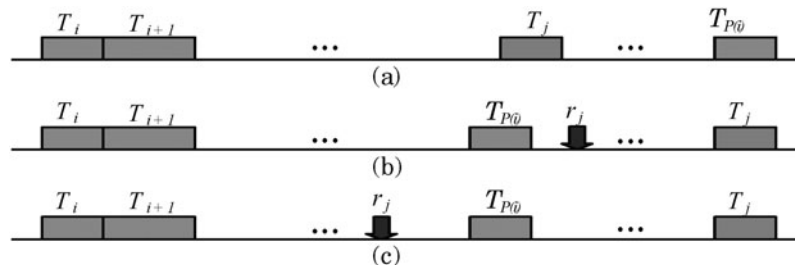 T_i T_{i+1} ... T_j ... T_{P(i)}
(a)
T_i T_{i+1} ... T_{P(i)} r_j ... T_j
(b)
T_i T_{i+1} ... r_j T_{P(i)} ... T_j
(c)